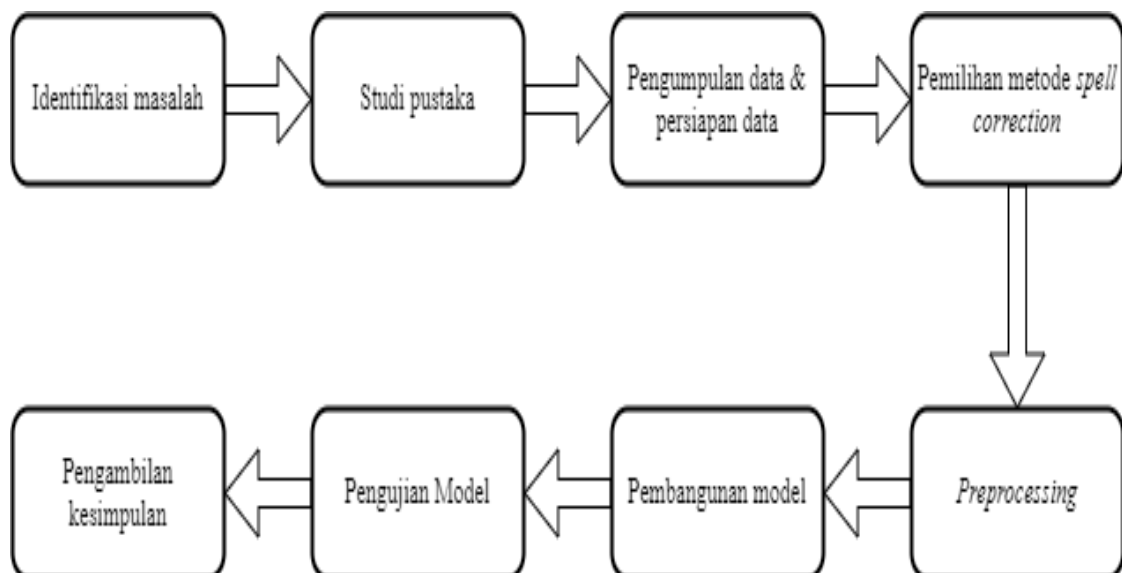 Identifikasi masalah
Studi pustaka
Pengumpulan data &
persiapan data
Pemilihan metode spell
correction
Preprocessing
Pembangunan model
Pengujian Model
Pengambilan
kesimpulan